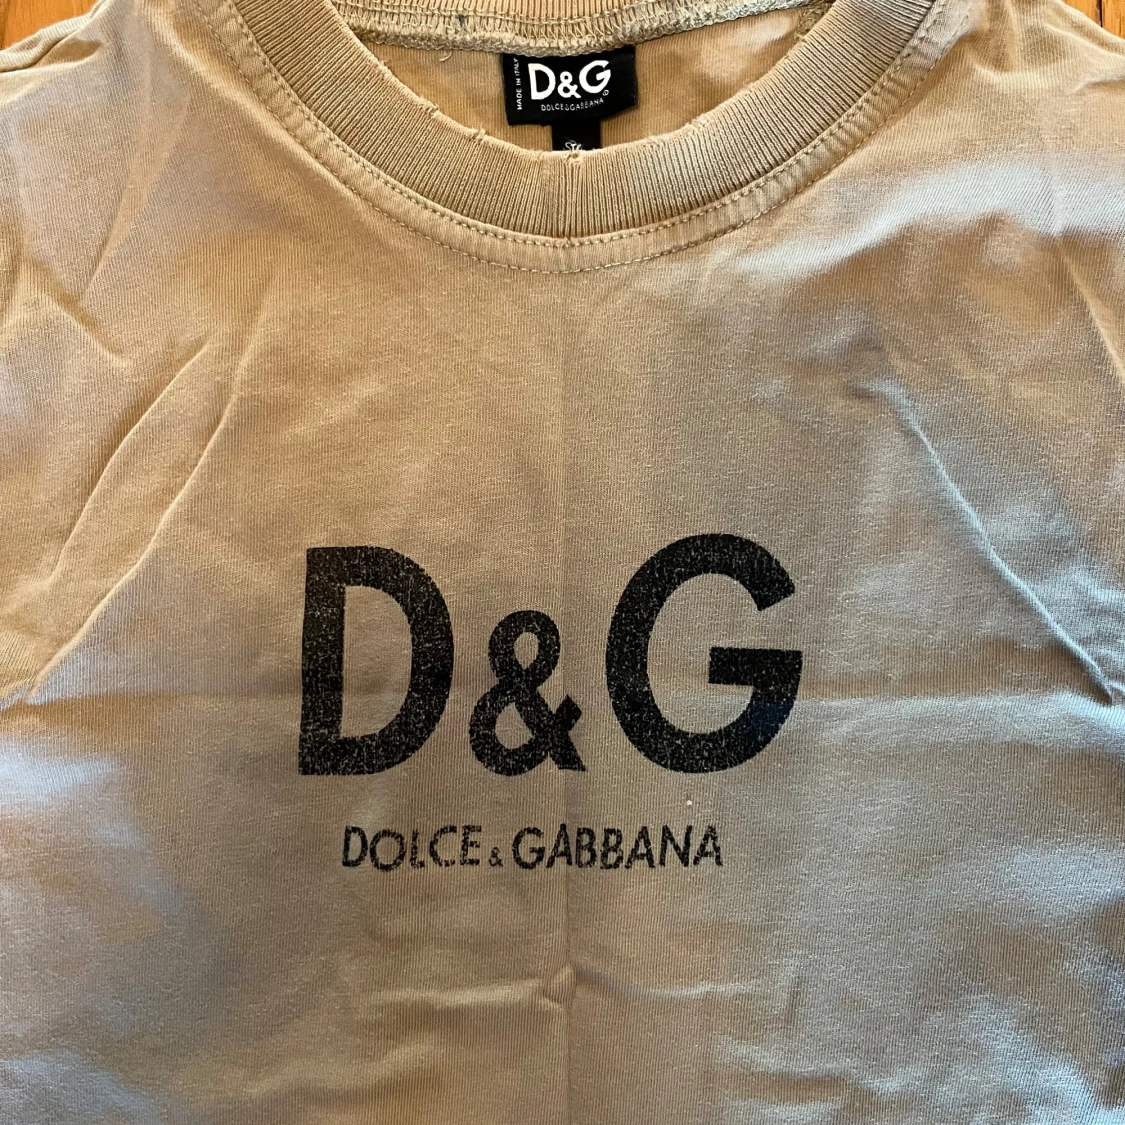 MADE IN ITALY
D&G
DOLCE&GABBANA
D&G
DOLCE & GABBANA